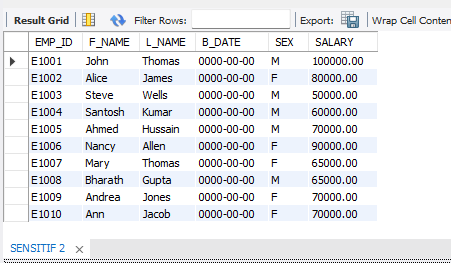 Result Grid Filter Rows: Export: Wrap Cell Conten
EMP_ID F_NAME L_NAME B_DATE SEX SALARY
E1001 John Thomas 0000-00-00 M 100000.00
E1002 Alice James 0000-00-00 F 80000.00
E1003 Steve Wells 0000-00-00 M 50000.00
E1004 Santosh Kumar 0000-00-00 M 60000.00
E1005 Ahmed Hussain 0000-00-00 M 70000.00
E1006 Nancy Allen 0000-00-00 F 90000.00
E1007 Mary Thomas 0000-00-00 F 65000.00
E1008 Bharath Gupta 0000-00-00 M 65000.00
E1009 Andrea Jones 0000-00-00 F 70000.00
E1010 Ann Jacob 0000-00-00 F 70000.00
SENSITIF 2